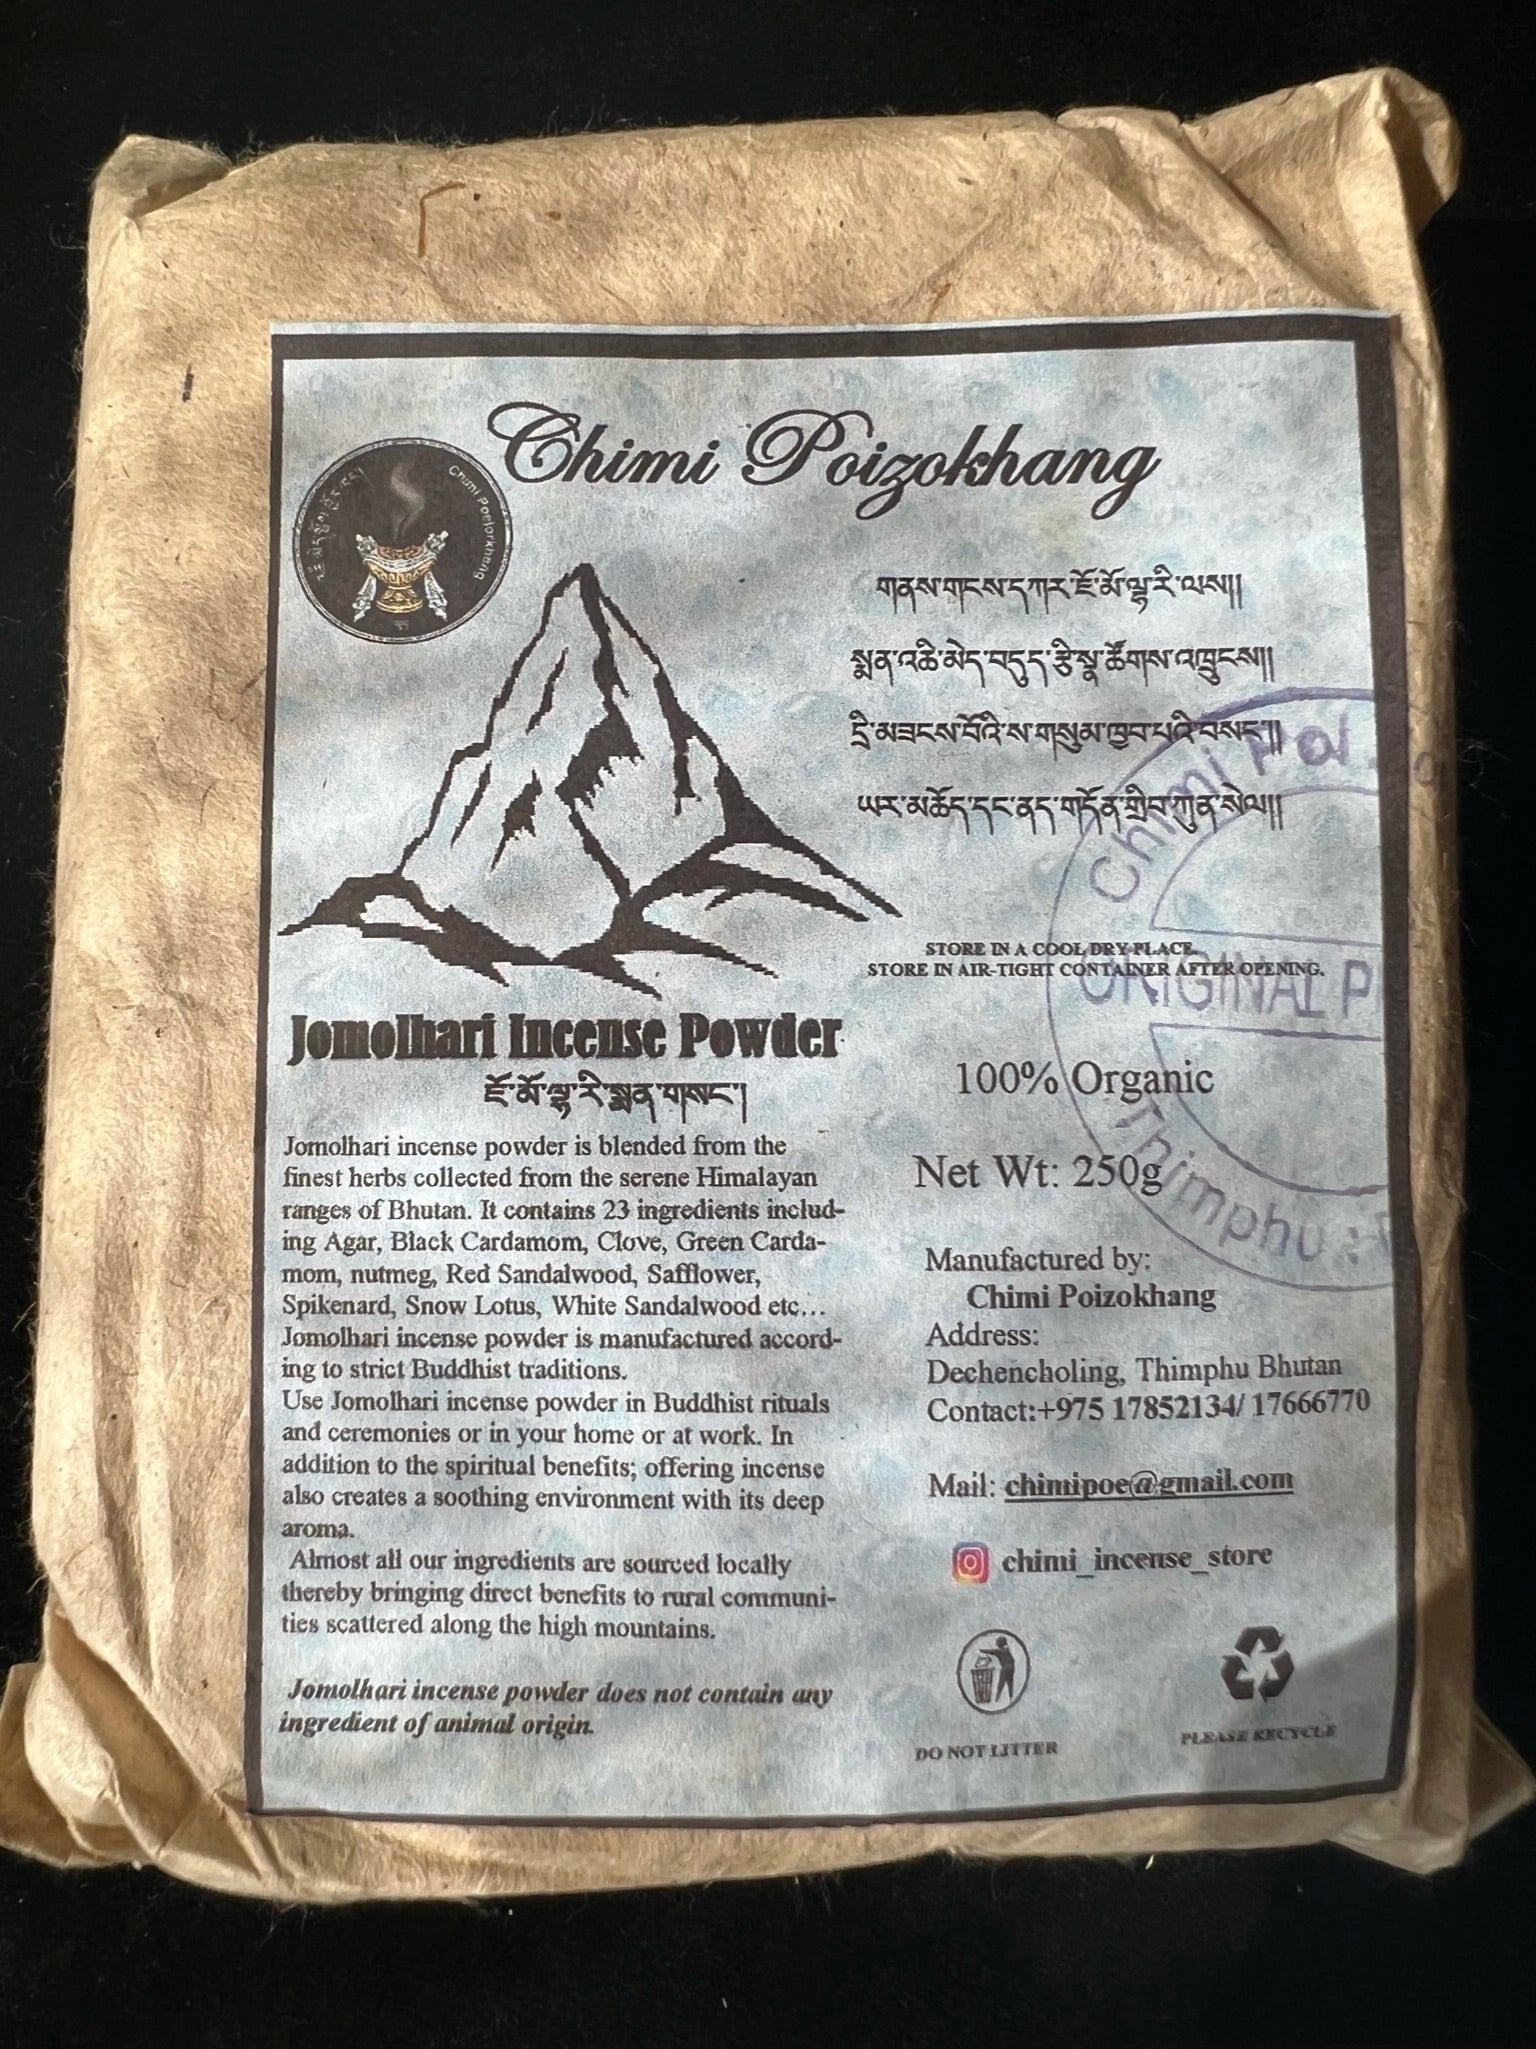 Chimi Poizokhang
Chimi Poejorkhang
གནས་གངས་དཀར་ཇོ་མོ་ལྷ་རི་ལས།།
སྨན་འཆི་མེད་བདུད་རྩི་སྣ་ཚོགས་འཁྲུངས།།
དྲི་མཟངས་བོའི་ས་གསུམ་ཁྱབ་པའི་བསང་།།
ཡར་མཆོད་དང་ནད་གདོན་གྲིབ་ཀུན་སེལ།།
STORE IN A COOL DRY PLACE.
STORE IN AIR-TIGHT CONTAINER AFTER OPENING.
Jomolhari Incense Powder
ཇོ་མོ་ལྷ་རི་སྨན་གསང་།
Jomolhari incense powder is blended from the
finest herbs collected from the serene Himalayan
ranges of Bhutan. It contains 23 ingredients includ-
ing Agar, Black Cardamom, Clove, Green Carda-
mom, nutmeg, Red Sandalwood, Safflower,
Spikenard, Snow Lotus, White Sandalwood etc…
Jomolhari incense powder is manufactured accord-
ing to strict Buddhist traditions.
Use Jomolhari incense powder in Buddhist rituals
and ceremonies or in your home or at work. In
addition to the spiritual benefits; offering incense
also creates a soothing environment with its deep
aroma.
Almost all our ingredients are sourced locally
thereby bringing direct benefits to rural communi-
ties scattered along the high mountains.
Jomolhari incense powder does not contain any
ingredient of animal origin.
100% Organic
Net Wt: 250g
Manufactured by:
Chimi Poizokhang
Address:
Dechencholing, Thimphu Bhutan
Contact:+975 17852134/ 17666770
Mail: chimipoe@gmail.com
chimi_incense_store
DO NOT LITTER
PLEASE RECYCLE
Chimi
ORIGINAL
Thimphu :